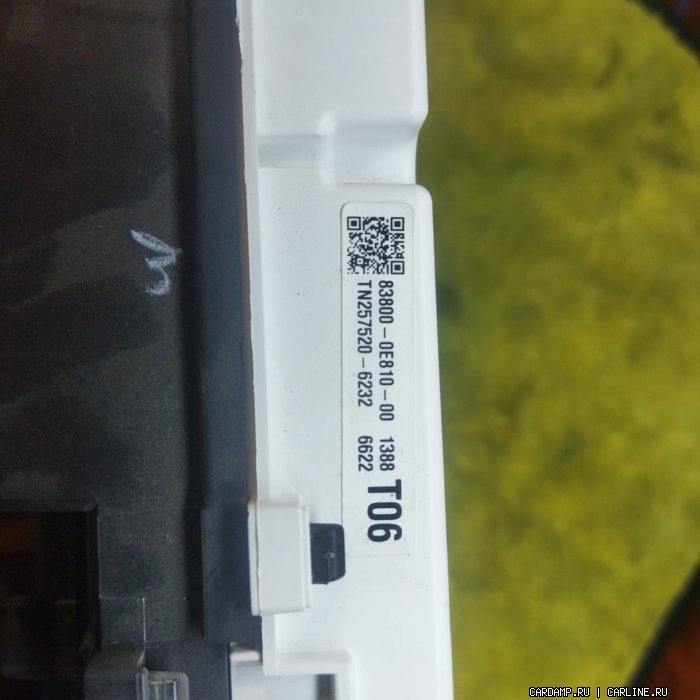 83800-0E810-00 1388
TN257520-6232 6622
T06
CARDAMP.RU | CARLINE.RU